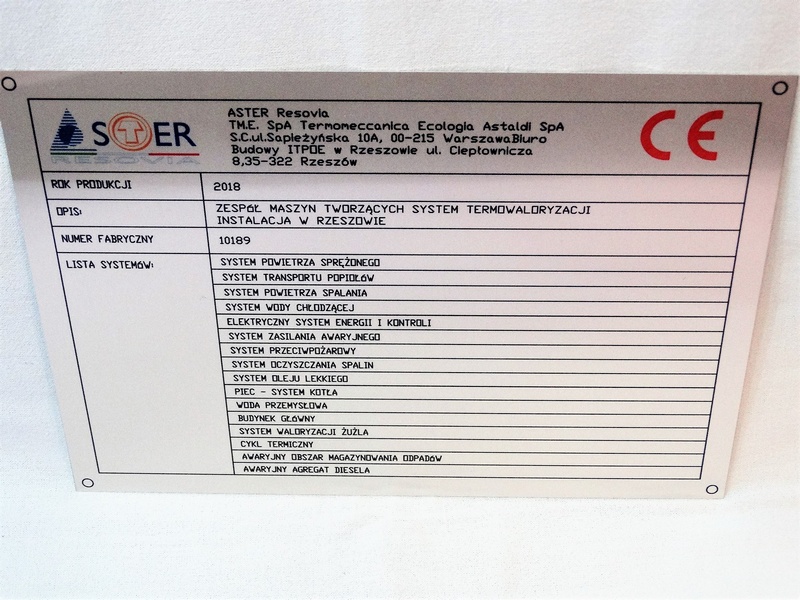 ASTER
RESOVIA
ASTER Resovia
TM.E. SpA Termomeccanica Ecologia Astaldi SpA
S.C.ul.Sapieżyńska 10A, 00-215 WarszawaBiuro
Budowy ITPOE w Rzeszowie ul. Ciepłownicza
8,35-322 Rzeszów
CE
ROK PRODUKCJI 2018
OPIS: ZESPÓŁ MASZYN TWORZĄCYCH SYSTEM TERMOWALORYZACJI
INSTALACJA W RZESZOWIE
NUMER FABRYCZNY 10189
LISTA SYSTEMÓW: SYSTEM POWIETRZA SPRĘŻONEGO
SYSTEM TRANSPORTU POPIOŁÓW
SYSTEM POWIETRZA SPALANIA
SYSTEM WODY CHŁODZĄCEJ
ELEKTRYCZNY SYSTEM ENERGII I KONTROLI
SYSTEM ZASILANIA AWARYJNEGO
SYSTEM PRZECIWPOŻAROWY
SYSTEM OCZYSZCZANIA SPALIN
SYSTEM OLEJU LEKKIEGO
PIEC - SYSTEM KOTŁA
WODA PRZEMYSŁOWA
BUDYNEK GŁÓWNY
SYSTEM WALORYZACJI ŻUŻLA
CYKL TERMICZNY
AWARYJNY OBSZAR MAGAZYNOWANIA ODPADÓW
AWARYJNY AGREGAT DIESELA